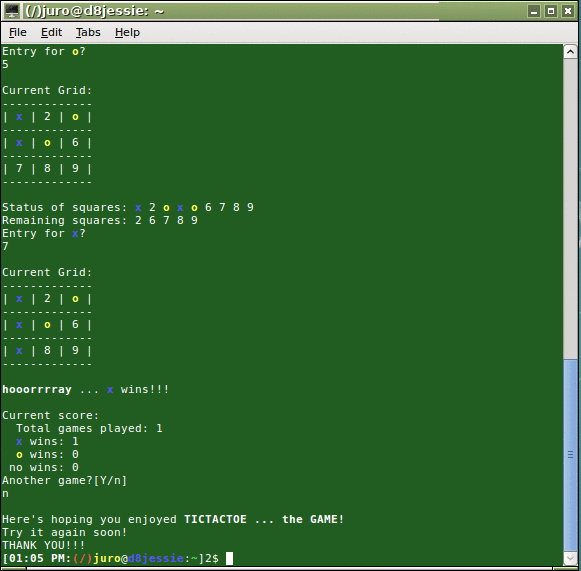 (/)juro@d8jessie: ~
File Edit Tabs Help
Entry for o?
5
Current Grid:
-------------
| x | 2 | o |
-------------
| x | o | 6 |
-------------
| 7 | 8 | 9 |
-------------
Status of squares: x 2 o x o 6 7 8 9
Remaining squares: 2 6 7 8 9
Entry for x?
7
Current Grid:
-------------
| x | 2 | o |
-------------
| x | o | 6 |
-------------
| x | 8 | 9 |
-------------
hooorrrray ... x wins!!!
Current score:
Total games played: 1
x wins: 1
o wins: 0
no wins: 0
Another game?[Y/n]
n
Here's hoping you enjoyed TICTACTOE ... the GAME!
Try it again soon!
THANK YOU!!!
[01:05 PM:(/)juro@d8jessie:~]2$